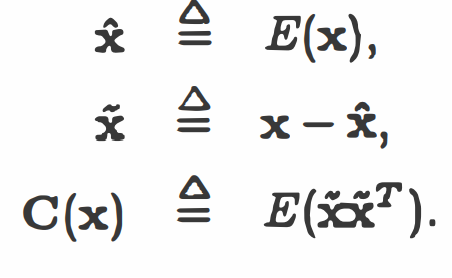 x̂ ≜ E(x),
x̃ ≜ x − x̂,
C(x) ≜ E(x̃x̃ᵀ).